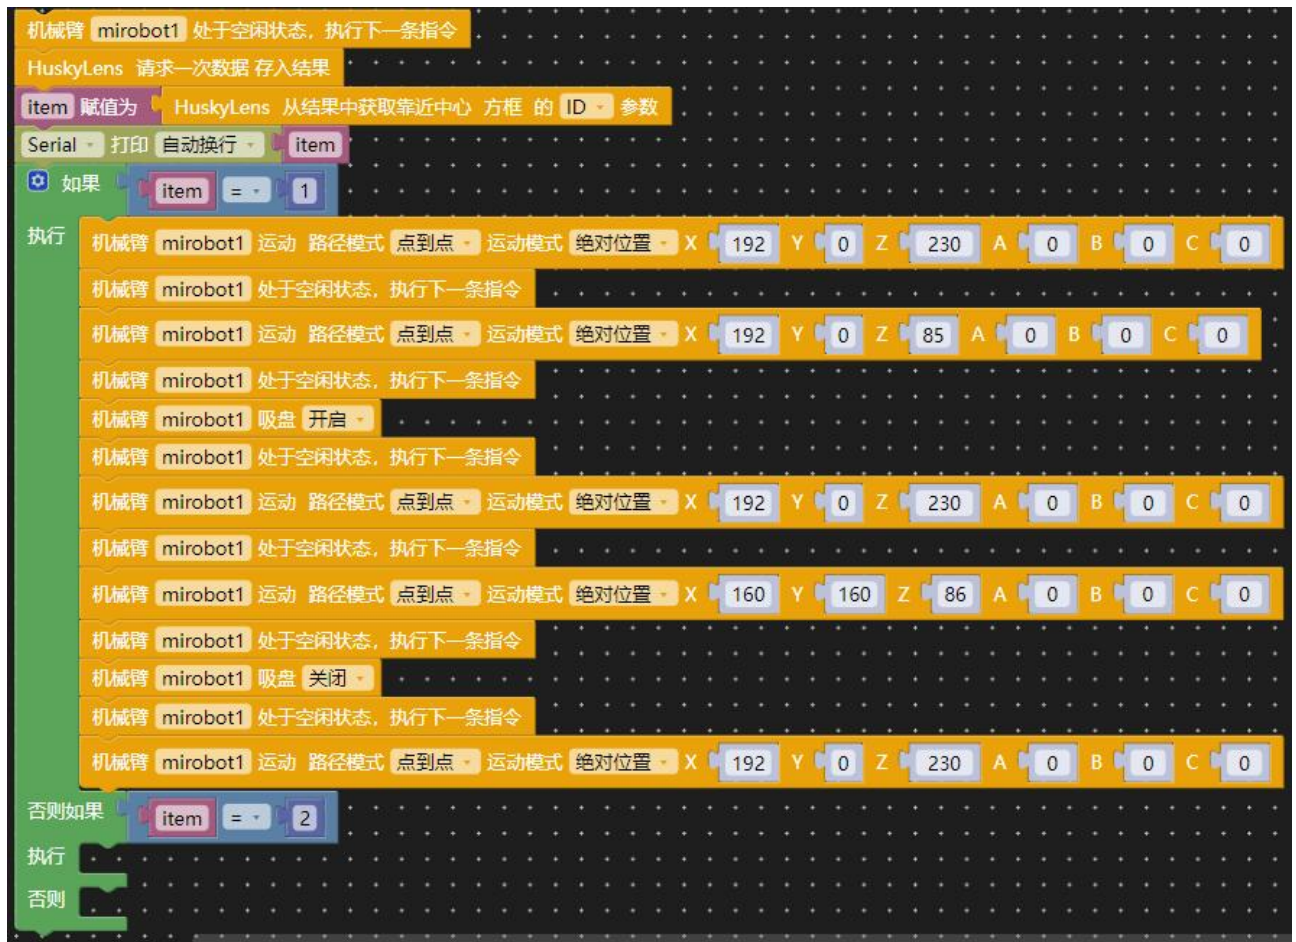 机械臂 mirobot1 处于空闲状态，执行下一条指令
HuskyLens 请求一次数据 存入结果
item 赋值为 HuskyLens 从结果中获取靠近中心 方框 的 ID 参数
Serial 打印 自动换行 item
如果 item = 1
执行 机械臂 mirobot1 运动 路径模式 点到点 运动模式 绝对位置 X 192 Y 0 Z 230 A 0 B 0 C 0
机械臂 mirobot1 处于空闲状态，执行下一条指令
机械臂 mirobot1 运动 路径模式 点到点 运动模式 绝对位置 X 192 Y 0 Z 85 A 0 B 0 C 0
机械臂 mirobot1 处于空闲状态，执行下一条指令
机械臂 mirobot1 吸盘 开启
机械臂 mirobot1 处于空闲状态，执行下一条指令
机械臂 mirobot1 运动 路径模式 点到点 运动模式 绝对位置 X 192 Y 0 Z 230 A 0 B 0 C 0
机械臂 mirobot1 处于空闲状态，执行下一条指令
机械臂 mirobot1 运动 路径模式 点到点 运动模式 绝对位置 X 160 Y 160 Z 86 A 0 B 0 C 0
机械臂 mirobot1 处于空闲状态，执行下一条指令
机械臂 mirobot1 吸盘 关闭
机械臂 mirobot1 处于空闲状态，执行下一条指令
机械臂 mirobot1 运动 路径模式 点到点 运动模式 绝对位置 X 192 Y 0 Z 230 A 0 B 0 C 0
否则如果 item = 2
执行
否则